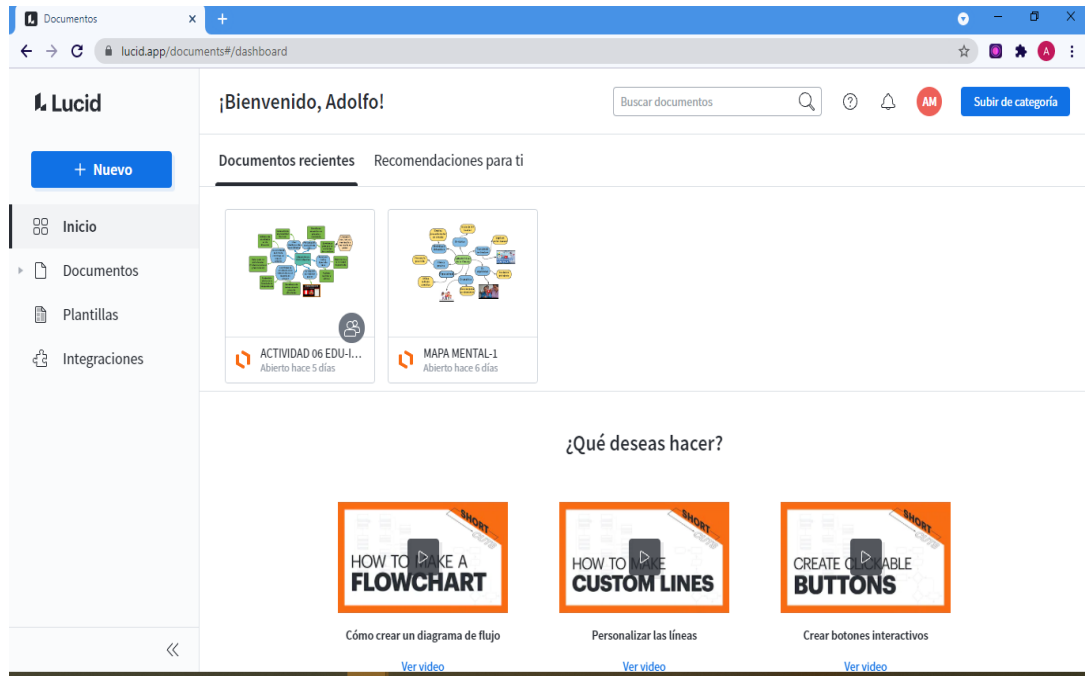 Documentos
lucid.app/documents#/dashboard
A
Lucid
¡Bienvenido, Adolfo!
Buscar documentos
AM
Subir de categoría
+ Nuevo
Documentos recientes
Recomendaciones para ti
Inicio
Documentos
Plantillas
Integraciones
ACTIVIDAD 06 EDU-I...
Abierto hace 5 días
MAPA MENTAL-1
Abierto hace 6 días
¿Qué deseas hacer?
SHORT
CUTS
HOW TO MAKE A
FLOWCHART
SHORT
CUTS
HOW TO MAKE
CUSTOM LINES
SHORT
CUTS
CREATE CLICKABLE
BUTTONS
Cómo crear un diagrama de flujo
Personalizar las líneas
Crear botones interactivos
Ver video
Ver video
Ver video